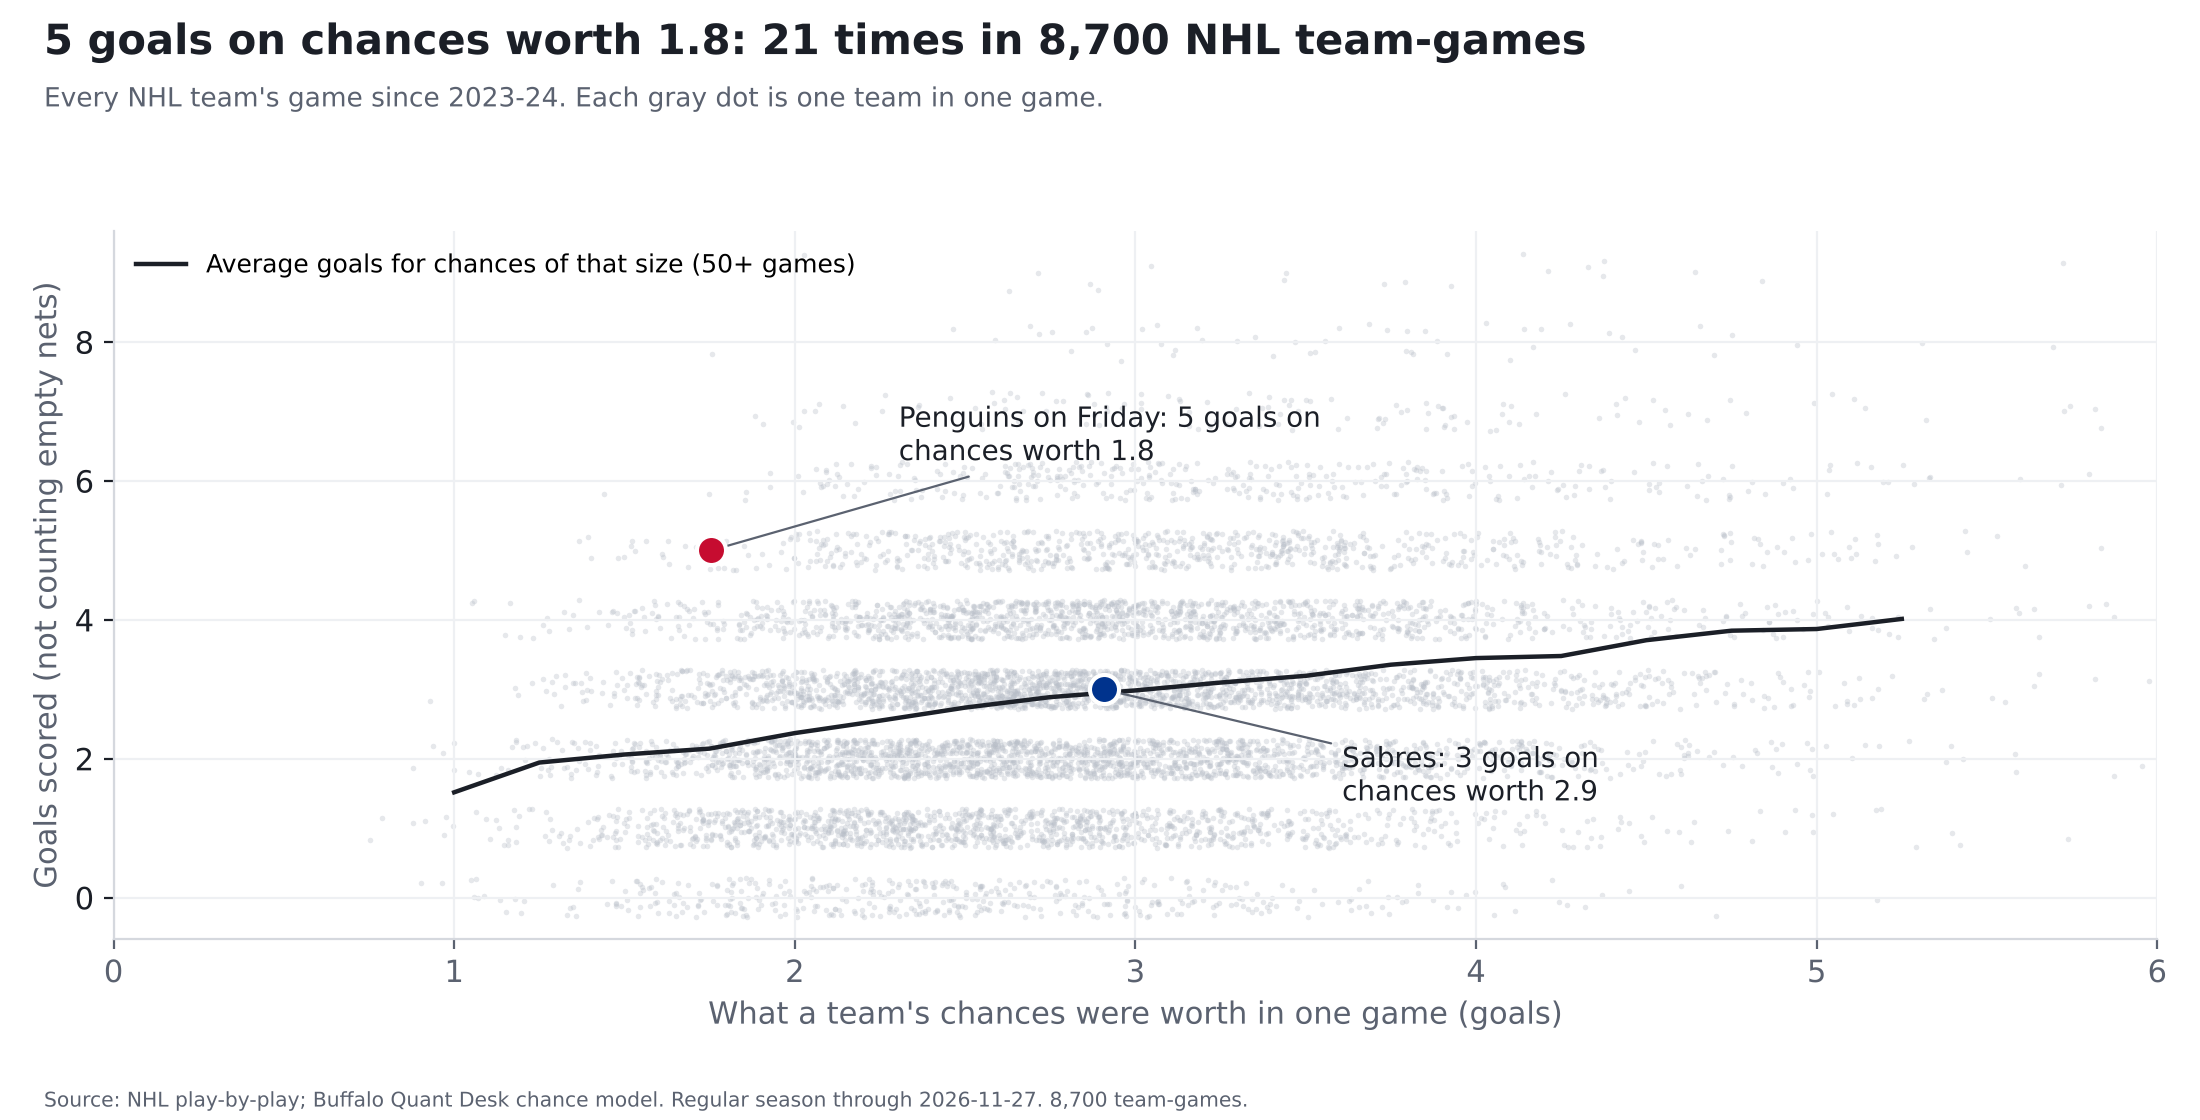 5 goals on chances worth 1.8: 21 times in 8,700 NHL team-games
Every NHL team's game since 2023-24. Each gray dot is one team in one game.
Average goals for chances of that size (50+ games)
Goals scored (not counting empty nets)
8
6
4
2
0
Penguins on Friday: 5 goals on
chances worth 1.8
Sabres: 3 goals on
chances worth 2.9
0 1 2 3 4 5 6
What a team's chances were worth in one game (goals)
Source: NHL play-by-play; Buffalo Quant Desk chance model. Regular season through 2026-11-27. 8,700 team-games.